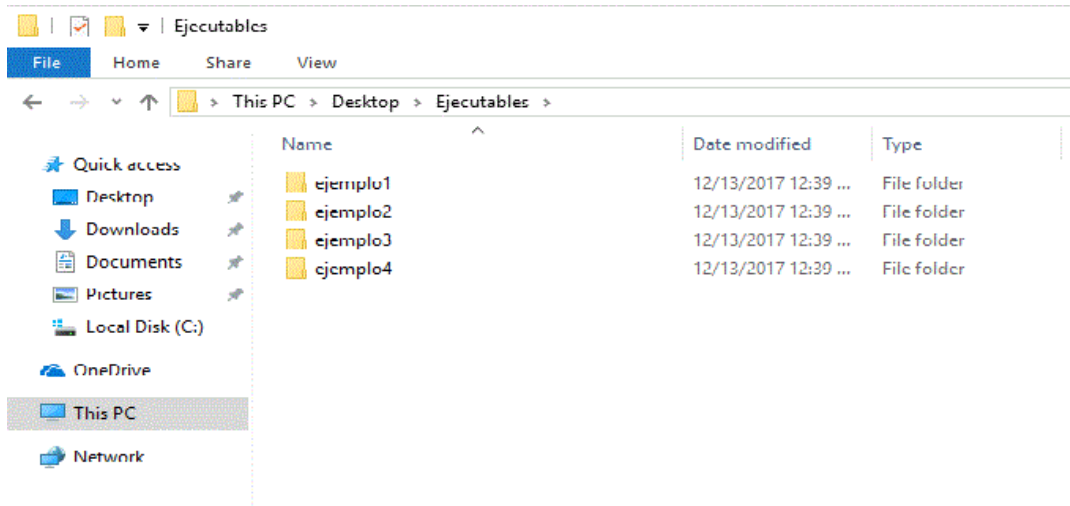 Ejecutables
File Home Share View
This PC > Desktop > Ejecutables >
Name Date modified Type
Quick access
Desktop
Downloads
Documents
Pictures
Local Disk (C:)
OneDrive
This PC
Network
ejemplo1 12/13/2017 12:39 ... File folder
ejemplo2 12/13/2017 12:39 ... File folder
ejemplo3 12/13/2017 12:39 ... File folder
ejemplo4 12/13/2017 12:39 ... File folder